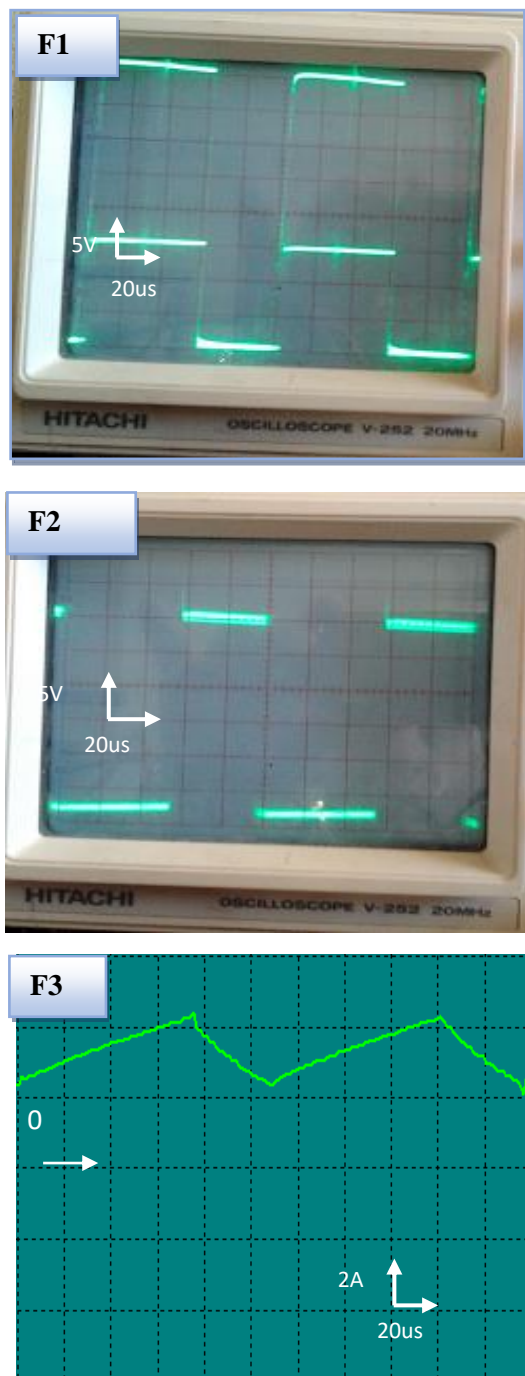 F1
5V
20us
HITACHI
OSCILLOSCOPE V-252 20MHz
F2
5V
20us
HITACHI
OSCILLOSCOPE V-252 20MHz
F3
0
2A
20us